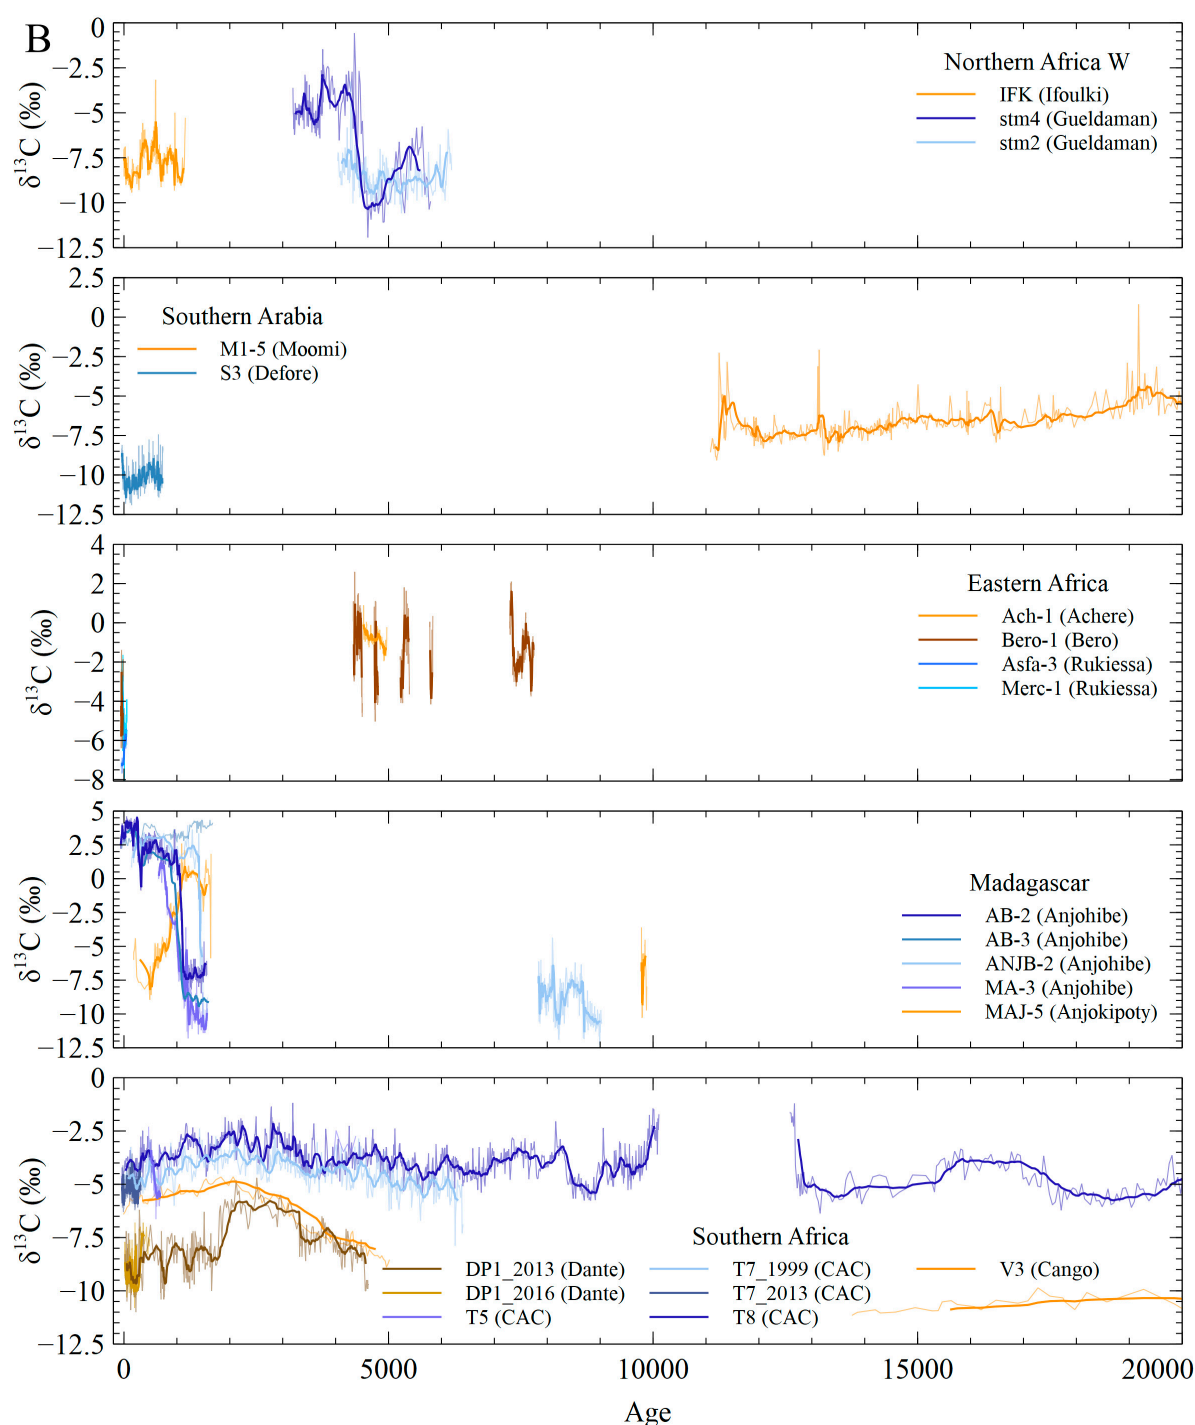 B
δ13C (‰)
0
−2.5
−5
−7.5
−10
−12.5
Northern Africa W
IFK (Ifoulki)
stm4 (Gueldaman)
stm2 (Gueldaman)
δ13C (‰)
2.5
0
−2.5
−5
−7.5
−10
−12.5
Southern Arabia
M1-5 (Moomi)
S3 (Defore)
δ13C (‰)
4
2
0
−2
−4
−6
−8
Eastern Africa
Ach-1 (Achere)
Bero-1 (Bero)
Asfa-3 (Rukiessa)
Merc-1 (Rukiessa)
δ13C (‰)
5
2.5
0
−2.5
−5
−7.5
−10
−12.5
Madagascar
AB-2 (Anjohibe)
AB-3 (Anjohibe)
ANJB-2 (Anjohibe)
MA-3 (Anjohibe)
MAJ-5 (Anjokipoty)
δ13C (‰)
0
−2.5
−5
−7.5
−10
−12.5
Southern Africa
DP1_2013 (Dante) T7_1999 (CAC) V3 (Cango)
DP1_2016 (Dante) T7_2013 (CAC)
T5 (CAC) T8 (CAC)
0 5000 10000 15000 20000
Age